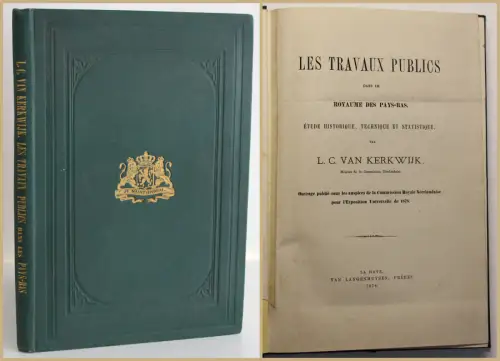 L. C. VAN KERKWIJK. LES TRAVAUX PUBLICS DANS LES PAYS-BAS
JE MAINTIENDRAI
LES TRAVAUX PUBLICS
DANS LE
ROYAUME DES PAYS-BAS.
ÉTUDE HISTORIQUE, TECHNIQUE ET STATISTIQUE,
PAR
L. C. VAN KERKWIJK.
Membre de la Commission Néerlandaise.
Ouvrage publié sous les auspices de la Commission Royale Néerlandaise
pour l'Exposition Universelle de 1878
LA HAYE,
VAN LANGENHUYSEN, FRÈRES
1878.